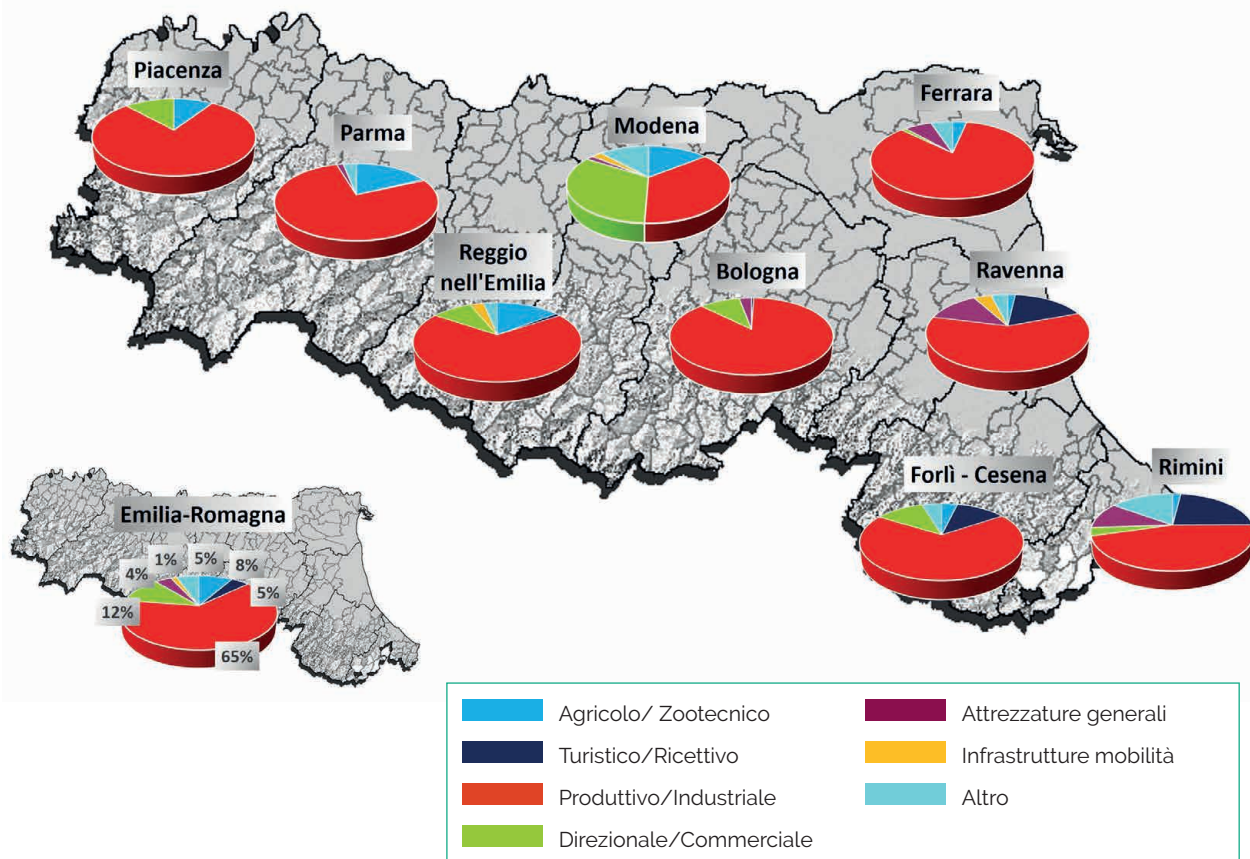 Piacenza
Parma
Modena
Ferrara
Reggio
nell'Emilia
Bologna
Ravenna
Forlì - Cesena
Rimini
Emilia-Romagna
1%
5%
8%
4%
5%
12%
65%
Agricolo/ Zootecnico
Turistico/Ricettivo
Produttivo/Industriale
Direzionale/Commerciale
Attrezzature generali
Infrastrutture mobilità
Altro